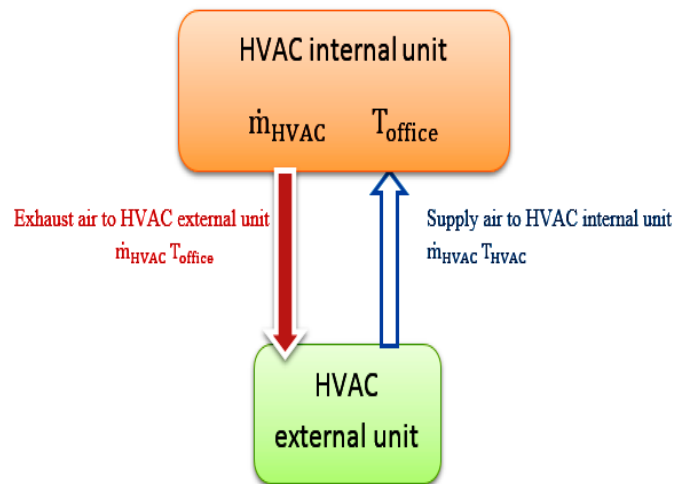 HVAC internal unit
ṁHVAC TOffice
Exhaust air to HVAC external unit
ṁHVAC Toffice
Supply air to HVAC internal unit
ṁHVAC THVAC
HVAC
external unit